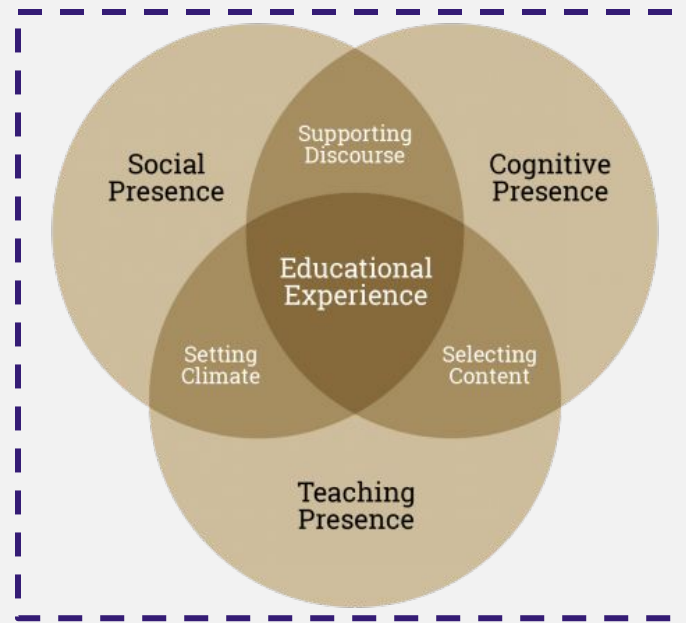 Supporting
Discourse
Social
Presence
Cognitive
Presence
Educational
Experience
Setting
Climate
Selecting
Content
Teaching
Presence